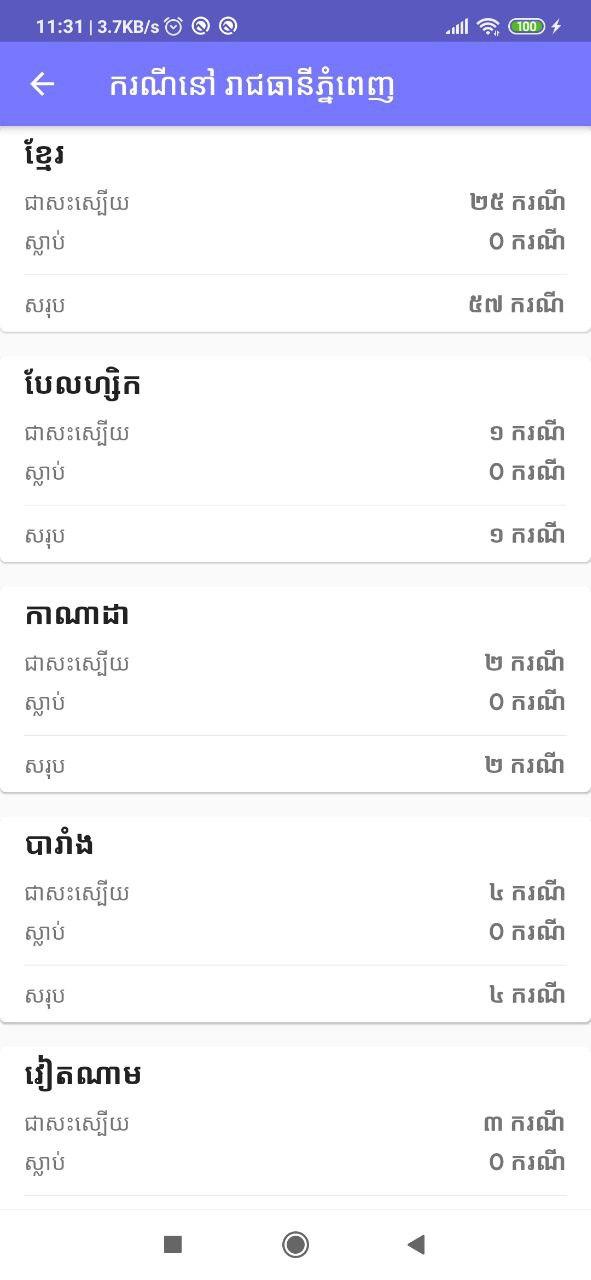 11:31 | 3.7KB/s 100
ករណីនៅ រាជធានីភ្នំពេញ
ខ្មែរ
ជាសះស្បើយ ២៥ ករណី
ស្លាប់ 0 ករណី
សរុប ៥៧ ករណី
បែលហ្សិក
ជាសះស្បើយ ១ ករណី
ស្លាប់ 0 ករណី
សរុប ១ ករណី
កាណាដា
ជាសះស្បើយ ២ ករណី
ស្លាប់ 0 ករណី
សរុប ២ ករណី
បារាំង
ជាសះស្បើយ ៤ ករណី
ស្លាប់ 0 ករណី
សរុប ៤ ករណី
វៀតណាម
ជាសះស្បើយ ៣ ករណី
ស្លាប់ 0 ករណី